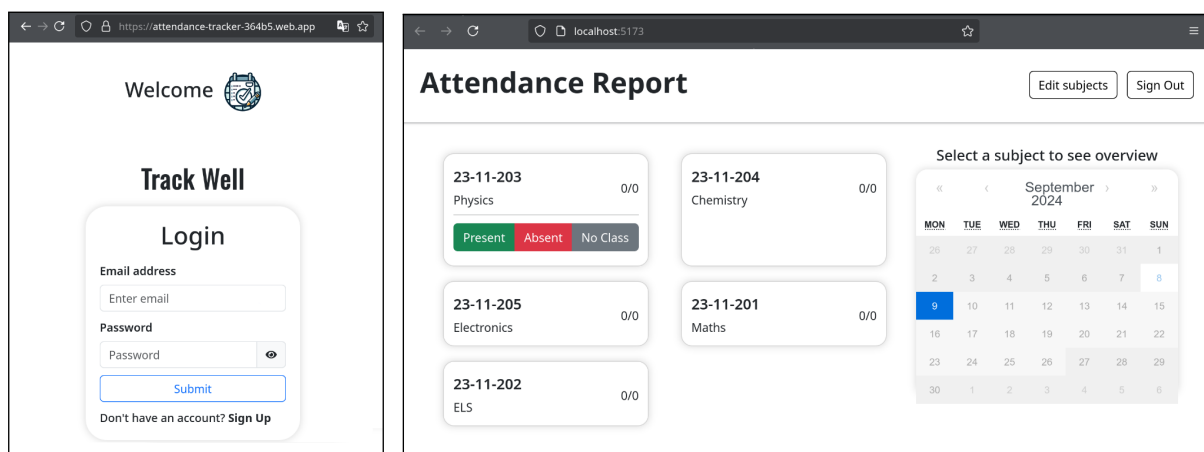 https://attendance-tracker-364b5.web.app
Welcome
Track Well
Login
Email address
Enter email
Password
Password
Submit
Don't have an account? Sign Up
localhost:5173
Attendance Report
Edit subjects
Sign Out
23-11-203
Physics
0/0
Present Absent No Class
23-11-204
Chemistry
0/0
23-11-205
Electronics
0/0
23-11-201
Maths
0/0
23-11-202
ELS
0/0
Select a subject to see overview
« ‹ September 2024 › »
MON TUE WED THU FRI SAT SUN
26 27 28 29 30 31 1
2 3 4 5 6 7 8
9 10 11 12 13 14 15
16 17 18 19 20 21 22
23 24 25 26 27 28 29
30 1 2 3 4 5 6